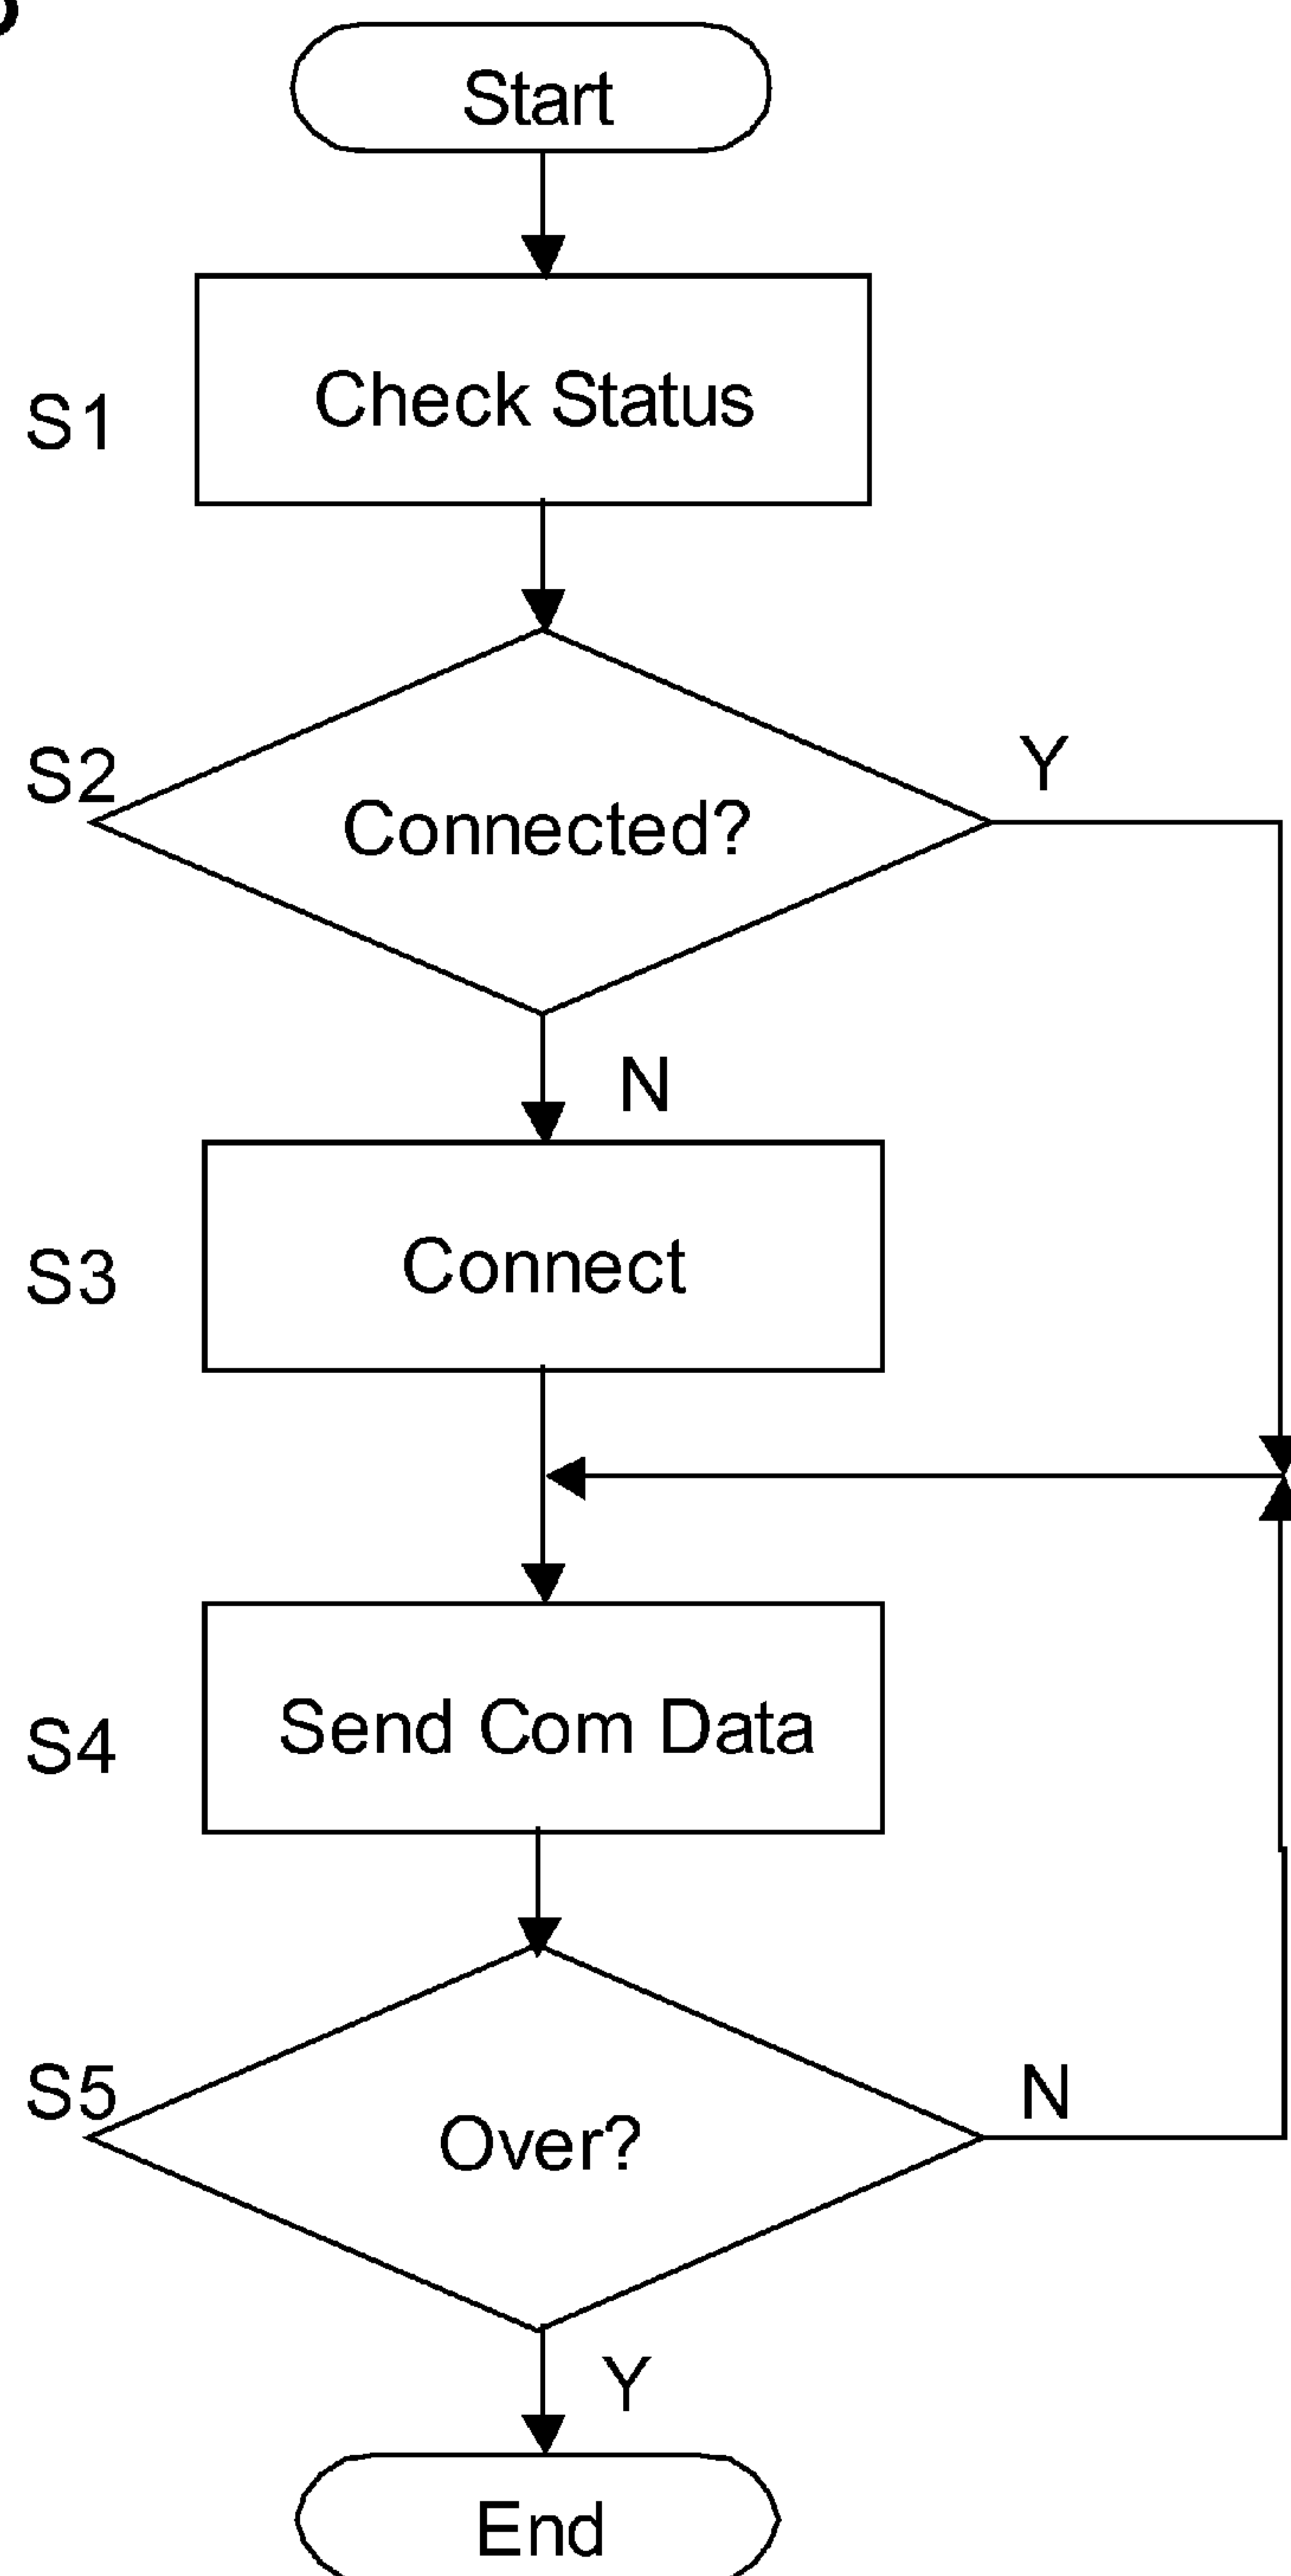 Start
S1
Check Status
S2
Connected?
Y
N
S3
Connect
S4
Send Com Data
S5
Over?
N
Y
End